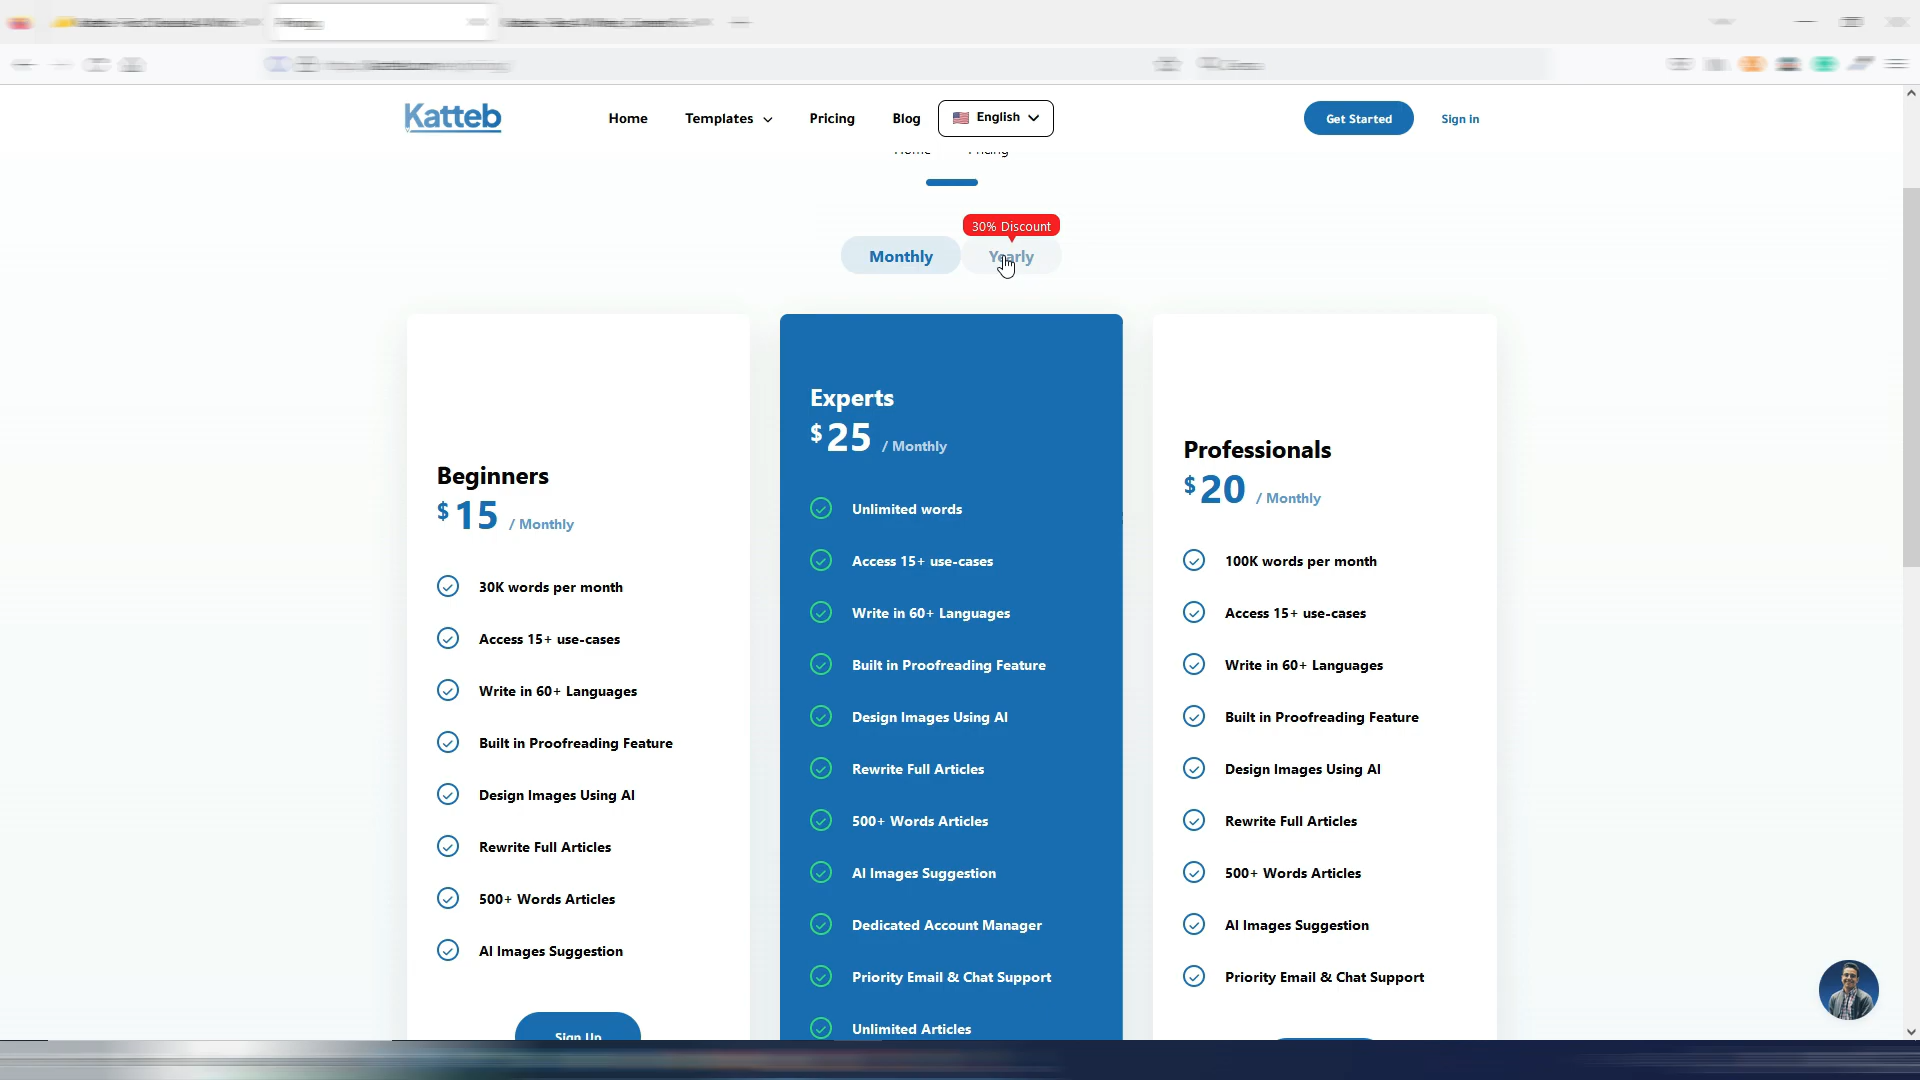 Katteb
Home
Templates
Pricing
Blog
English
Get Started
Sign in
Home
Pricing
30% Discount
Monthly
Yearly
Beginners
$15 / Monthly
30K words per month
Access 15+ use-cases
Write in 60+ Languages
Built in Proofreading Feature
Design Images Using AI
Rewrite Full Articles
500+ Words Articles
AI Images Suggestion
Sign Up
Experts
$25 / Monthly
Unlimited words
Access 15+ use-cases
Write in 60+ Languages
Built in Proofreading Feature
Design Images Using AI
Rewrite Full Articles
500+ Words Articles
AI Images Suggestion
Dedicated Account Manager
Priority Email & Chat Support
Unlimited Articles
Professionals
$20 / Monthly
100K words per month
Access 15+ use-cases
Write in 60+ Languages
Built in Proofreading Feature
Design Images Using AI
Rewrite Full Articles
500+ Words Articles
AI Images Suggestion
Priority Email & Chat Support